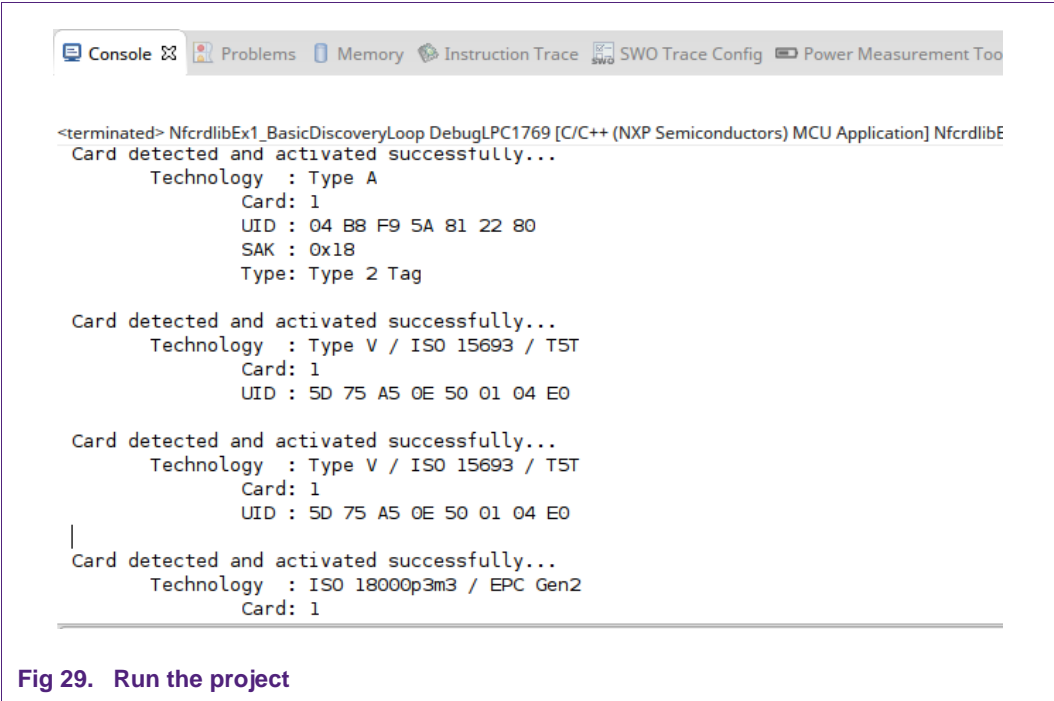 Console Problems Memory Instruction Trace SWO Trace Config Power Measurement Too
<terminated> NfcrdlibEx1_BasicDiscoveryLoop DebugLPC1769 [C/C++ (NXP Semiconductors) MCU Application] NfcrdlibE
Card detected and activated successfully...
Technology : Type A
Card: 1
UID : 04 B8 F9 5A 81 22 80
SAK : 0x18
Type: Type 2 Tag
Card detected and activated successfully...
Technology : Type V / ISO 15693 / T5T
Card: 1
UID : 5D 75 A5 0E 50 01 04 E0
Card detected and activated successfully...
Technology : Type V / ISO 15693 / T5T
Card: 1
UID : 5D 75 A5 0E 50 01 04 E0
Card detected and activated successfully...
Technology : ISO 18000p3m3 / EPC Gen2
Card: 1
Fig 29. Run the project